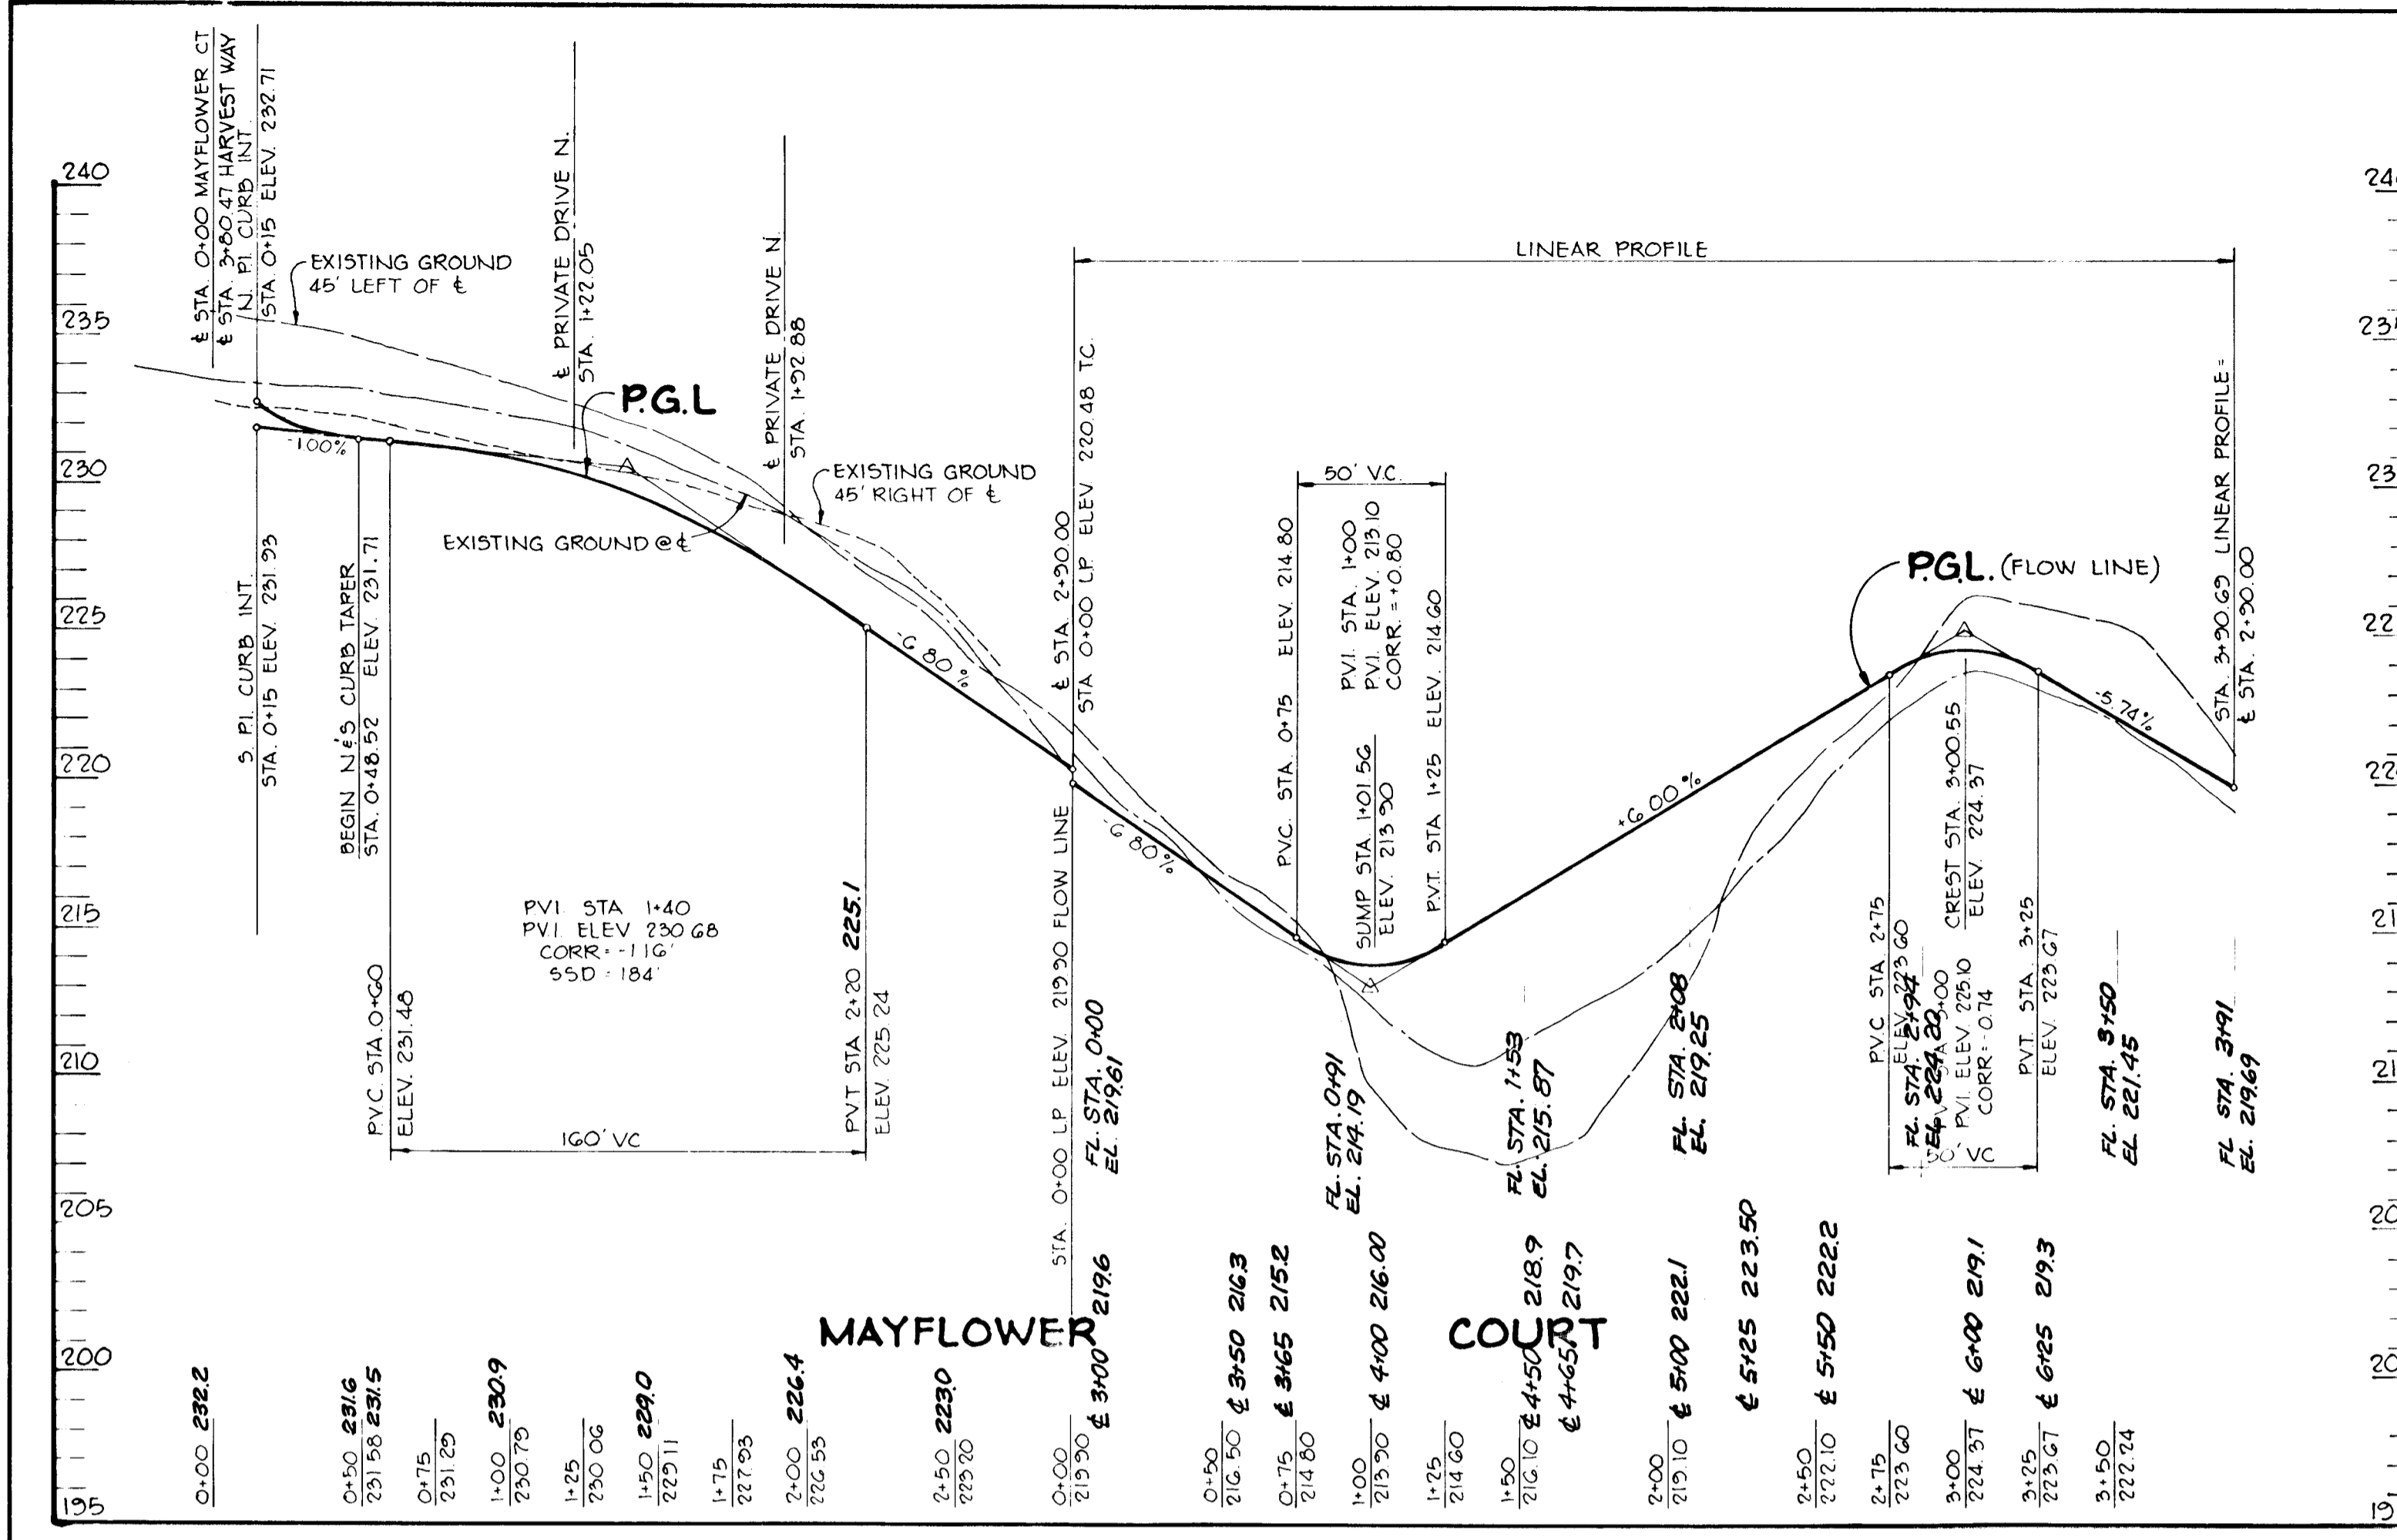 ℄ STA. 0+00 MAYFLOWER CT
℄ STA. 3+80.47 HARVEST WAY
N. P.I. CURB INT
STA. 0+15 ELEV. 232.71
EXISTING GROUND
45' LEFT OF ℄
℄ PRIVATE DRIVE N.
STA. 1+22.05
P.G.L
℄ PRIVATE DRIVE N.
STA. 1+92.88
EXISTING GROUND
45' RIGHT OF ℄
EXISTING GROUND @ ℄
-1.00%
-6.80%
S. P.I. CURB INT.
STA. 0+15 ELEV. 231.93
BEGIN N&S CURB TAPER
STA. 0+48.52 ELEV. 231.71
P.V.I. STA 1+40
P.V.I. ELEV 230.68
CORR = -1.16'
SSD = 184'
P.V.C. STA. 0+60
ELEV. 231.48
160' VC
P.V.T STA 2+20 225.1
ELEV. 225.24
LINEAR PROFILE
℄ STA. 2+90.00
STA 0+00 LP ELEV 220.48 T.C.
STA. 0+00 LP ELEV. 219.90 FLOW LINE
FL. STA. 0+00
EL. 219.61
-6.80%
50' V.C.
P.V.C. STA. 0+75 ELEV. 214.80
P.V.I. STA. 1+00
P.V.I. ELEV. 213.10
CORR. = +0.80
SUMP STA. 1+01.56
ELEV. 213.90
P.V.T. STA 1+25 ELEV. 214.60
+6.00%
P.G.L. (FLOW LINE)
-5.74%
STA. 3+90.69 LINEAR PROFILE =
℄ STA. 2+90.00
P.V.C STA. 2+75
ELEV. 223.60
CREST STA. 3+00.55
ELEV. 224.37
P.V.I. ELEV. 225.10
CORR = -0.74
P.V.T. STA. 3+25
ELEV. 223.67
50' VC
FL. STA. 0+91
EL. 214.19
FL. STA. 1+53
EL. 215.87
FL. STA. 2+08
EL. 219.25
FL. STA. 2+94
EL. 224.20
FL. STA. 3+50
EL. 221.45
FL STA. 3+91
EL. 219.69
240
235
230
225
220
215
210
205
200
195
MAYFLOWER COURT
0+00 232.2
0+50 231.6
231.58 231.5
0+75
231.29
1+00 230.9
230.79
1+25
230.06
1+50 229.0
229.11
1+75
227.93
2+00 226.4
226.53
2+50 223.0
223.20
0+00
219.90
℄ 3+00 219.6
0+50
216.50
℄ 3+50 216.3
0+75
214.80
℄ 3+65 215.2
1+00
213.90
℄ 4+00 216.00
1+25
214.60
1+50
216.10
℄ 4+50 218.9
℄ 4+65 219.7
2+00
219.10
℄ 5+00 222.1
℄ 5+25 223.50
2+50
222.10
℄ 5+50 222.2
2+75
223.60
3+00
224.37
℄ 6+00 219.1
3+25
223.67
℄ 6+25 219.3
3+50
222.24